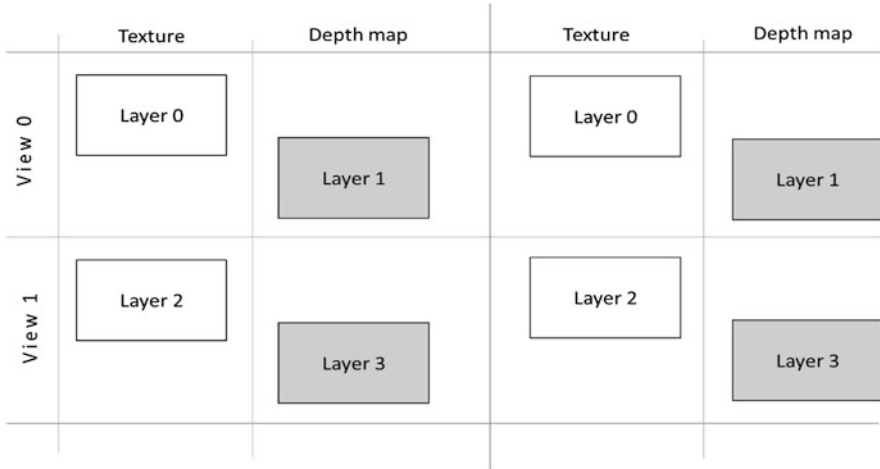 Texture Depth map Texture Depth map
View 0
Layer 0 Layer 0
Layer 1 Layer 1
View 1
Layer 2 Layer 2
Layer 3 Layer 3